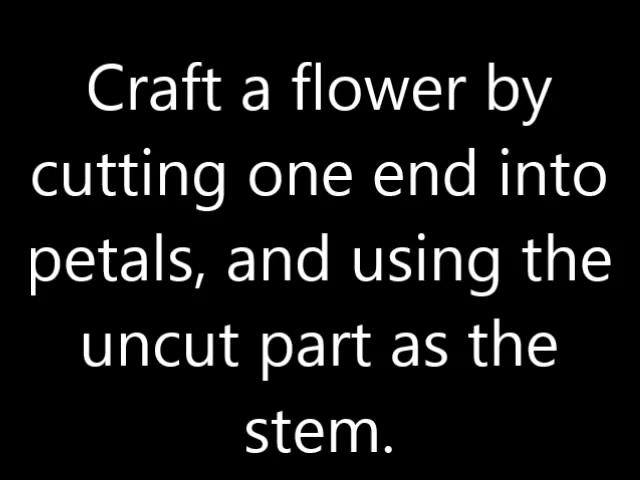 Craft a flower by
cutting one end into
petals, and using the
uncut part as the
stem.